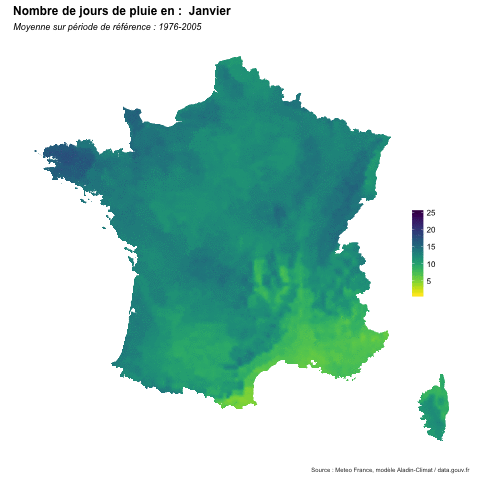 Nombre de jours de pluie en : Janvier
Moyenne sur période de référence : 1976-2005
25
20
15
10
5
Source : Meteo France, modèle Aladin-Climat / data.gouv.fr